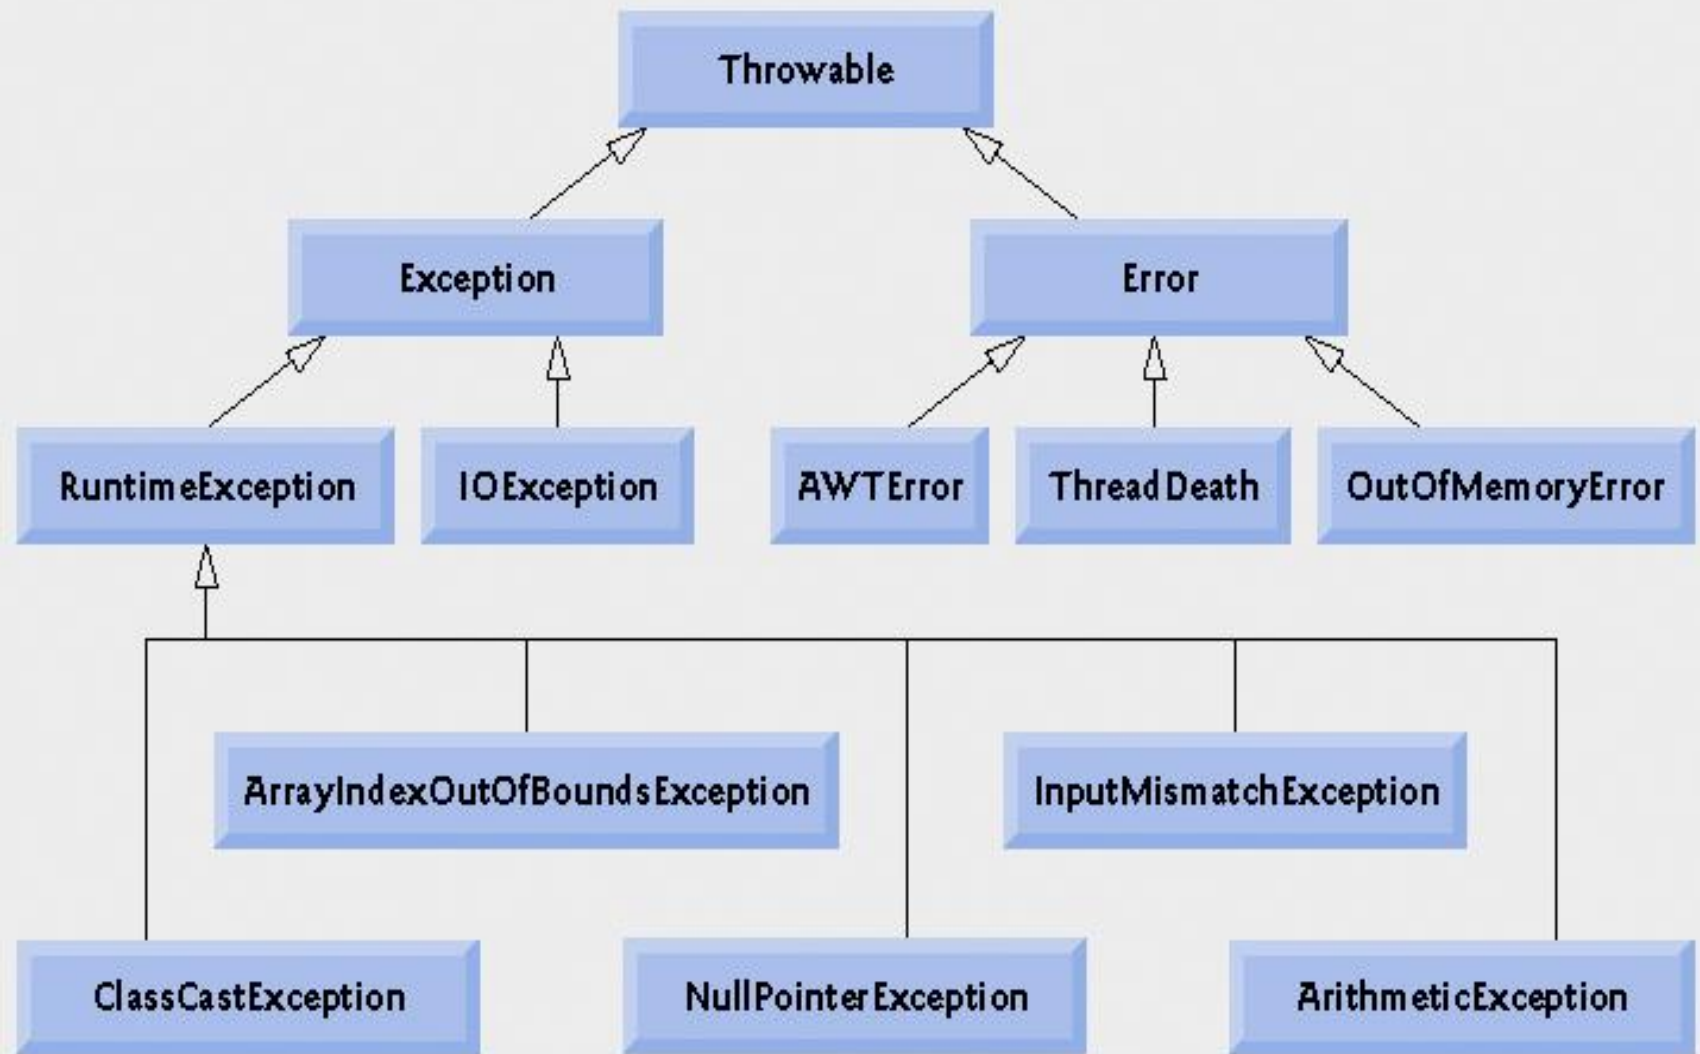 Throwable
Exception
Error
RuntimeException
IOException
AWTError
ThreadDeath
OutOfMemoryError
ArrayIndexOutOfBoundsException
InputMismatchException
ClassCastException
NullPointerException
ArithmeticException